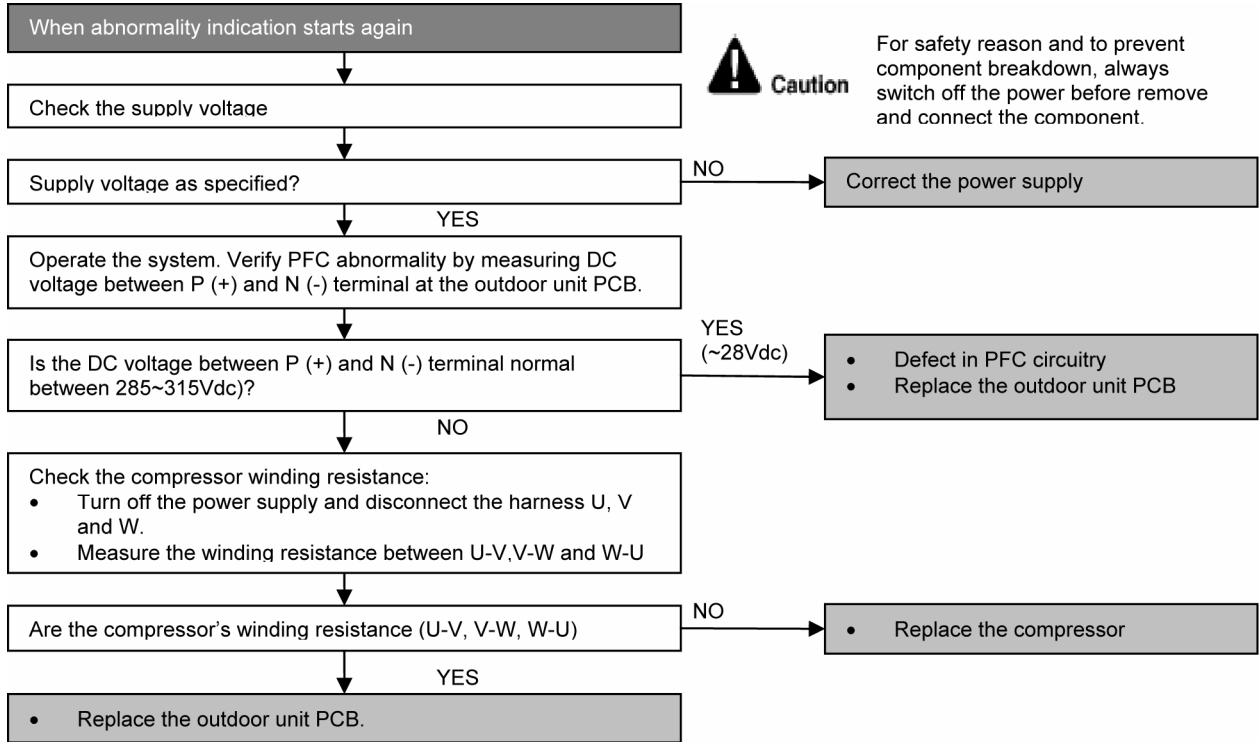 When abnormality indication starts again
Caution
For safety reason and to prevent
component breakdown, always
switch off the power before remove
and connect the component.
Check the supply voltage
Supply voltage as specified?
NO
Correct the power supply
YES
Operate the system. Verify PFC abnormality by measuring DC
voltage between P (+) and N (-) terminal at the outdoor unit PCB.
Is the DC voltage between P (+) and N (-) terminal normal
between 285~315Vdc)?
YES
(~28Vdc)
• Defect in PFC circuitry
• Replace the outdoor unit PCB
NO
Check the compressor winding resistance:
• Turn off the power supply and disconnect the harness U, V
and W.
• Measure the winding resistance between U-V,V-W and W-U
Are the compressor's winding resistance (U-V, V-W, W-U)
NO
• Replace the compressor
YES
• Replace the outdoor unit PCB.